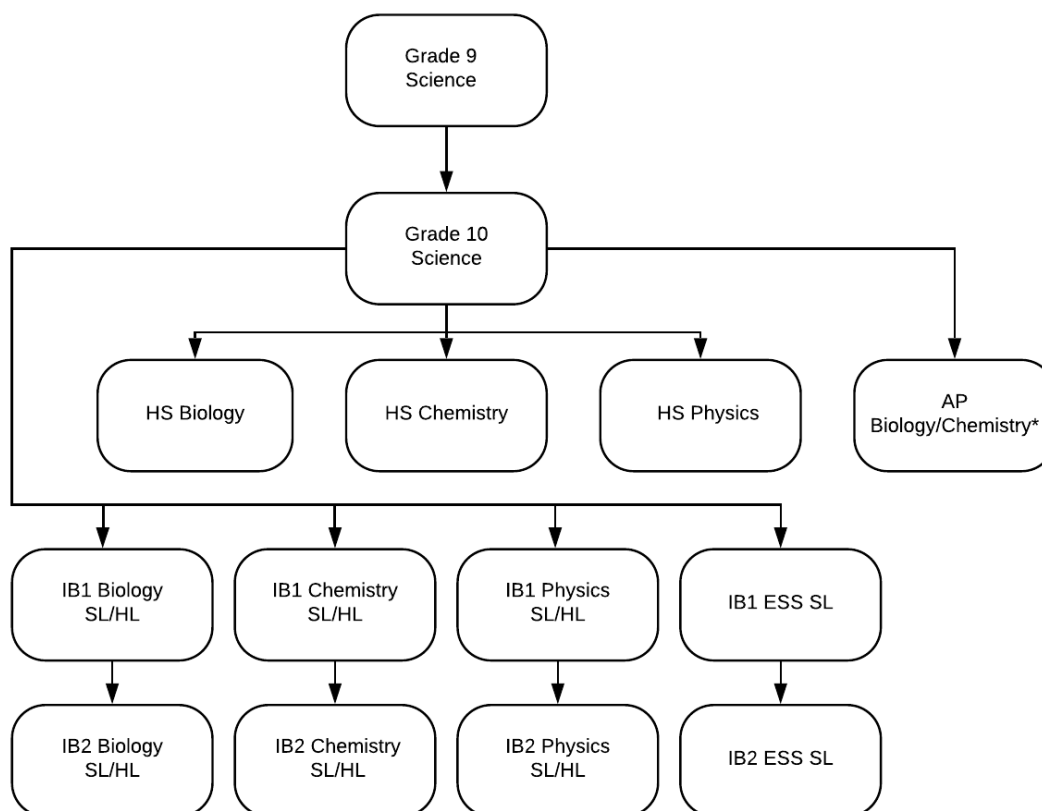 Grade 9
Science
Grade 10
Science
HS Biology
HS Chemistry
HS Physics
AP
Biology/Chemistry*
IB1 Biology
SL/HL
IB1 Chemistry
SL/HL
IB1 Physics
SL/HL
IB1 ESS SL
IB2 Biology
SL/HL
IB2 Chemistry
SL/HL
IB2 Physics
SL/HL
IB2 ESS SL